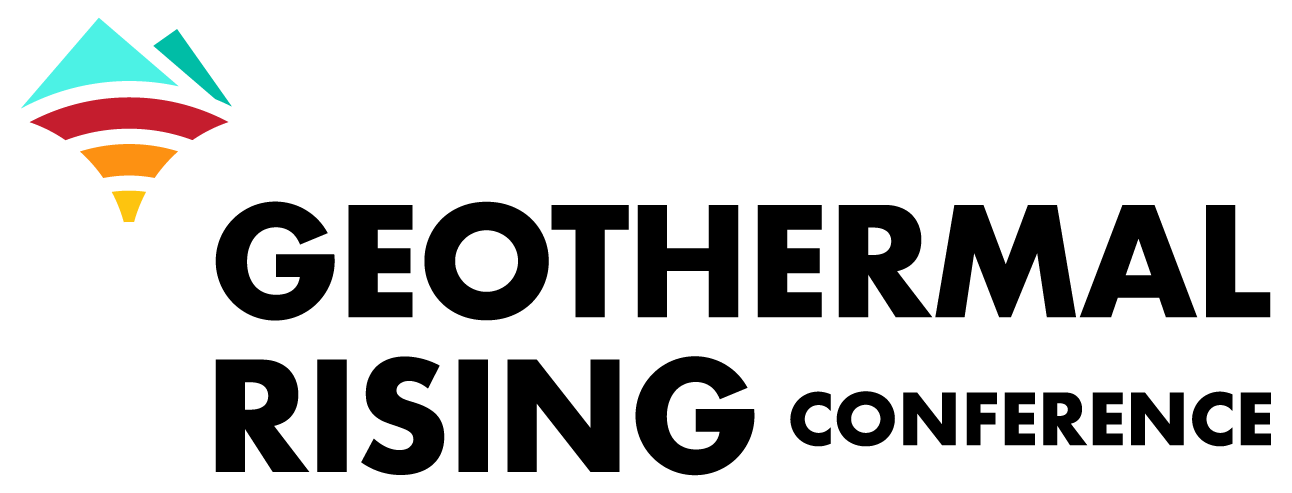 GEOTHERMAL
RISING CONFERENCE